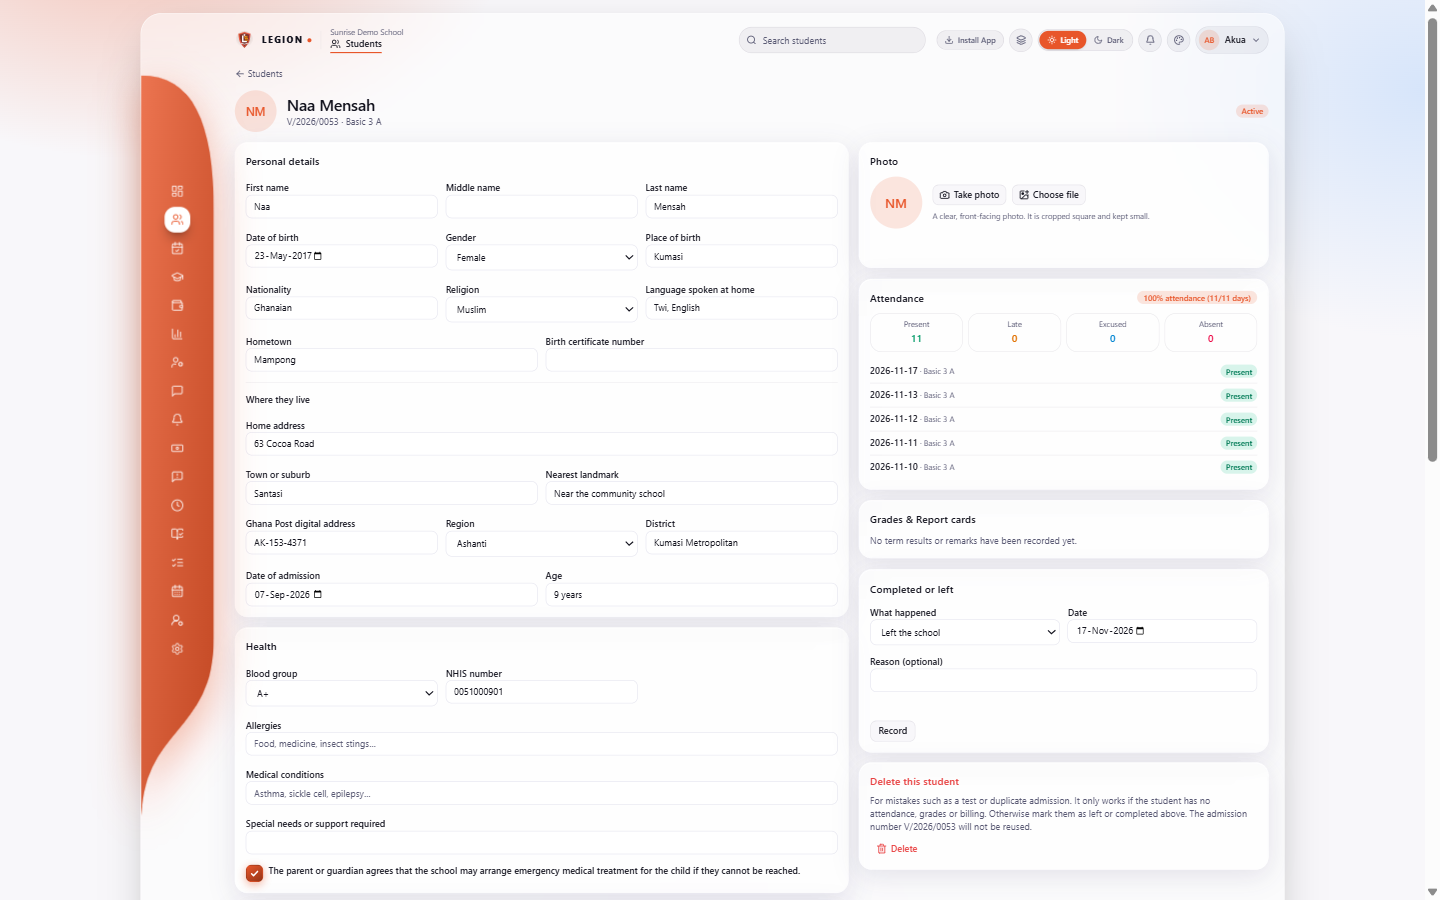 LEGION
Sunrise Demo School
Students
Search students
Install App
Light
Dark
AB
Akua
Students
NM
Naa Mensah
V/2026/0053 · Basic 3 A
Active
Personal details
First name
Middle name
Last name
Naa
Mensah
Date of birth
Gender
Place of birth
23-May-2017
Female
Kumasi
Nationality
Religion
Language spoken at home
Ghanaian
Muslim
Twi, English
Hometown
Birth certificate number
Mampong
Where they live
Home address
63 Cocoa Road
Town or suburb
Nearest landmark
Santasi
Near the community school
Ghana Post digital address
Region
District
AK-153-4371
Ashanti
Kumasi Metropolitan
Date of admission
Age
07-Sep-2026
9 years
Health
Blood group
NHIS number
A+
0051000901
Allergies
Food, medicine, insect stings...
Medical conditions
Asthma, sickle cell, epilepsy...
Special needs or support required
The parent or guardian agrees that the school may arrange emergency medical treatment for the child if they cannot be reached.
Photo
NM
Take photo
Choose file
A clear, front-facing photo. It is cropped square and kept small.
Attendance
100% attendance (11/11 days)
Present
Late
Excused
Absent
11
0
0
0
2026-11-17 · Basic 3 A
Present
2026-11-13 · Basic 3 A
Present
2026-11-12 · Basic 3 A
Present
2026-11-11 · Basic 3 A
Present
2026-11-10 · Basic 3 A
Present
Grades & Report cards
No term results or remarks have been recorded yet.
Completed or left
What happened
Date
Left the school
17-Nov-2026
Reason (optional)
Record
Delete this student
For mistakes such as a test or duplicate admission. It only works if the student has no
attendance, grades or billing. Otherwise mark them as left or completed above. The admission
number V/2026/0053 will not be reused.
Delete